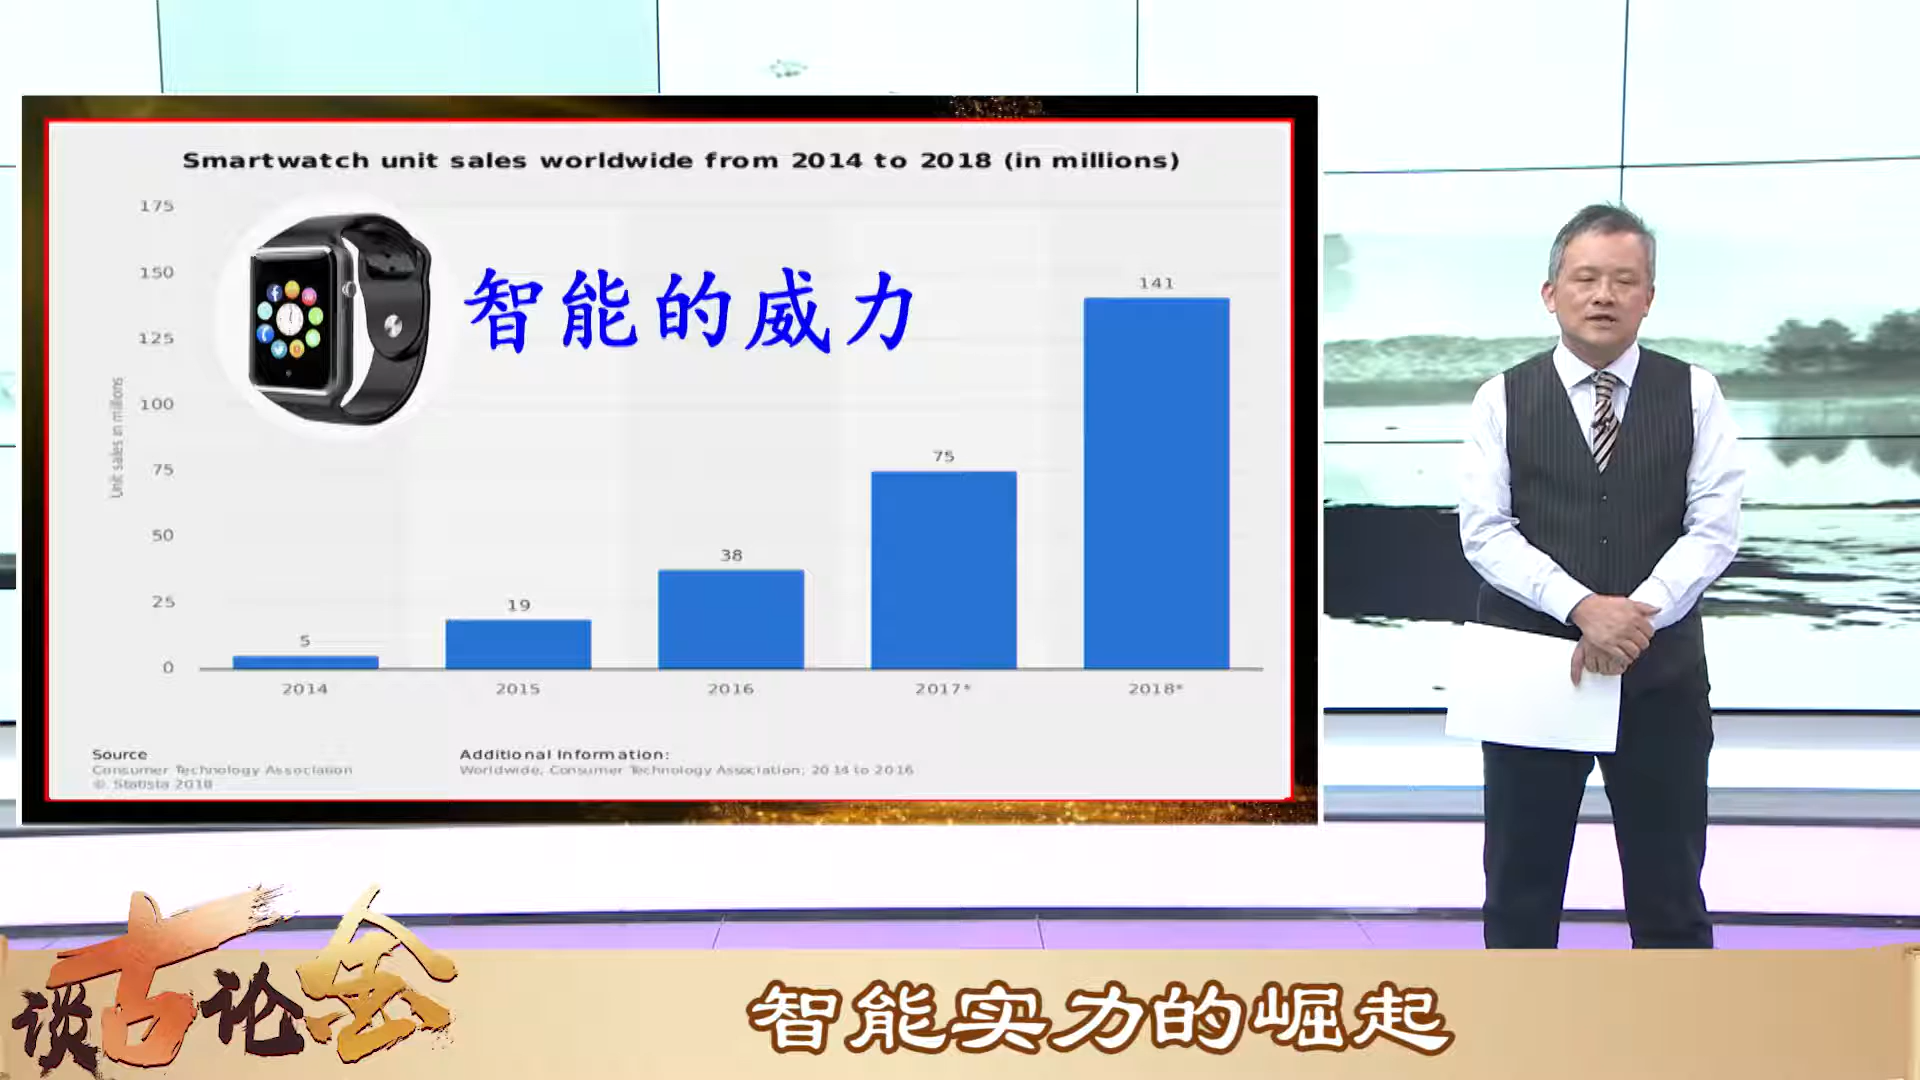 Smartwatch unit sales worldwide from 2014 to 2018 (in millions)
175
150
125
100
75
50
25
0
Unit sales in millions
智能的威力
5
19
38
75
141
2014
2015
2016
2017*
2018*
Source
Consumer Technology Association
© Statista 2018
Additional Information:
Worldwide; Consumer Technology Association; 2014 to 2016
谈古论金
智能实力的崛起